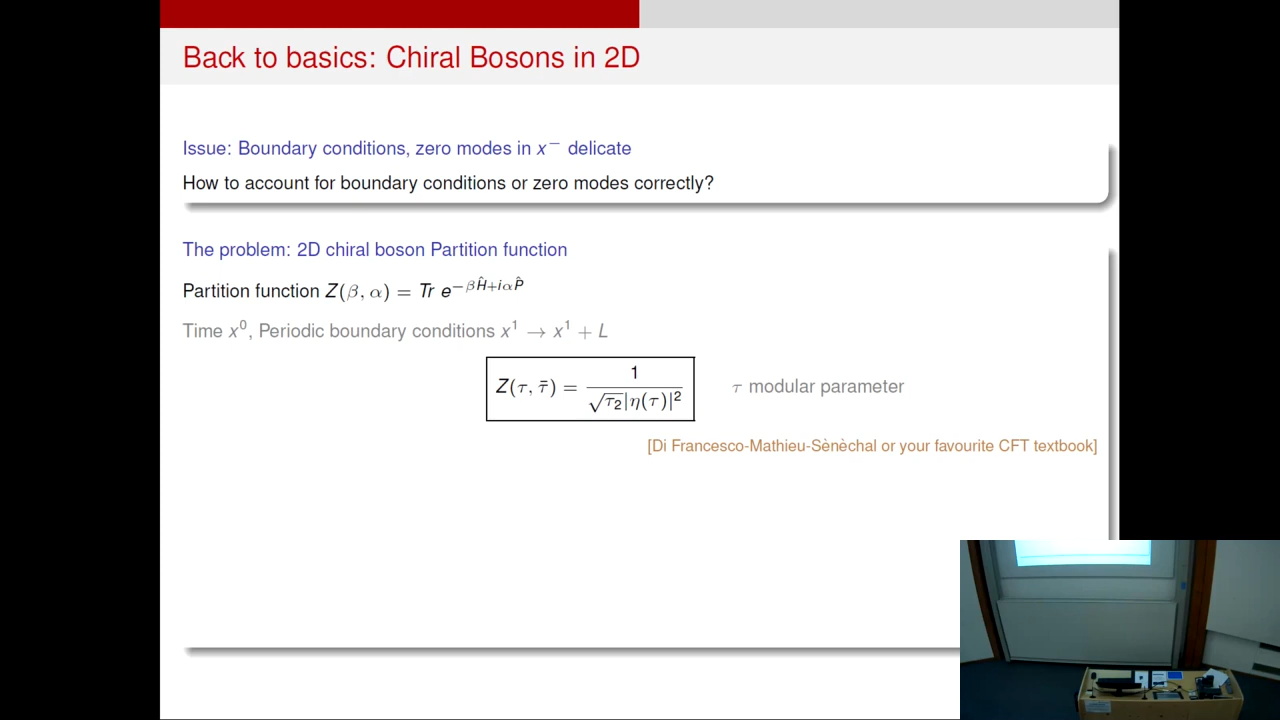 Back to basics: Chiral Bosons in 2D
Issue: Boundary conditions, zero modes in x⁻ delicate
How to account for boundary conditions or zero modes correctly?
The problem: 2D chiral boson Partition function
Partition function Z(β, α) = Tr e^{−βĤ+iαP̂}
Time x⁰, Periodic boundary conditions x¹ → x¹ + L
Z(τ, τ̄) = 1 / (√τ₂|η(τ)|²)    τ modular parameter
[Di Francesco-Mathieu-Sènèchal or your favourite CFT textbook]